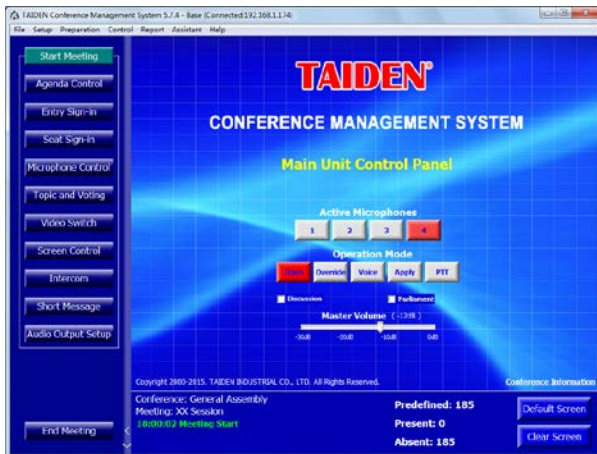 TAIDEN Conference Management System 5.7.4 - Base (Connected:192.168.1.174)
File Setup Preparation Control Report Assistant Help
Start Meeting
Agenda Control
Entry Sign-in
Seat Sign-in
Microphone Control
Topic and Voting
Video Switch
Screen Control
Intercom
Short Message
Audio Output Setup
End Meeting
TAIDEN®
CONFERENCE MANAGEMENT SYSTEM
Main Unit Control Panel
Active Microphones
1 2 3 4
Operation Mode
Open Override Voice Apply PTT
Discussion Parliament
Master Volume ( -12dB )
-30dB -20dB -10dB 0dB
Copyright 2000-2015. TAIDEN INDUSTRIAL CO., LTD. All Rights Reserved.
Conference Information
Conference: General Assembly
Meeting: XX Session
18:00:02 Meeting Start
Predefined: 185
Present: 0
Absent: 185
Default Screen
Clear Screen